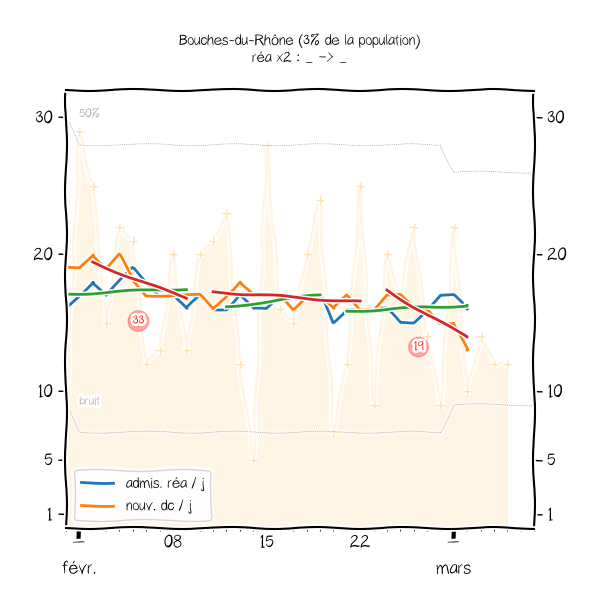 Bouches-du-Rhône (3% de la population)
réa x2 : _ -> _
30
50%
30
20
20
33
19
10
bruit
10
5
5
admis. réa / j
nouv. dc / j
1
1
08
15
22
févr.
mars